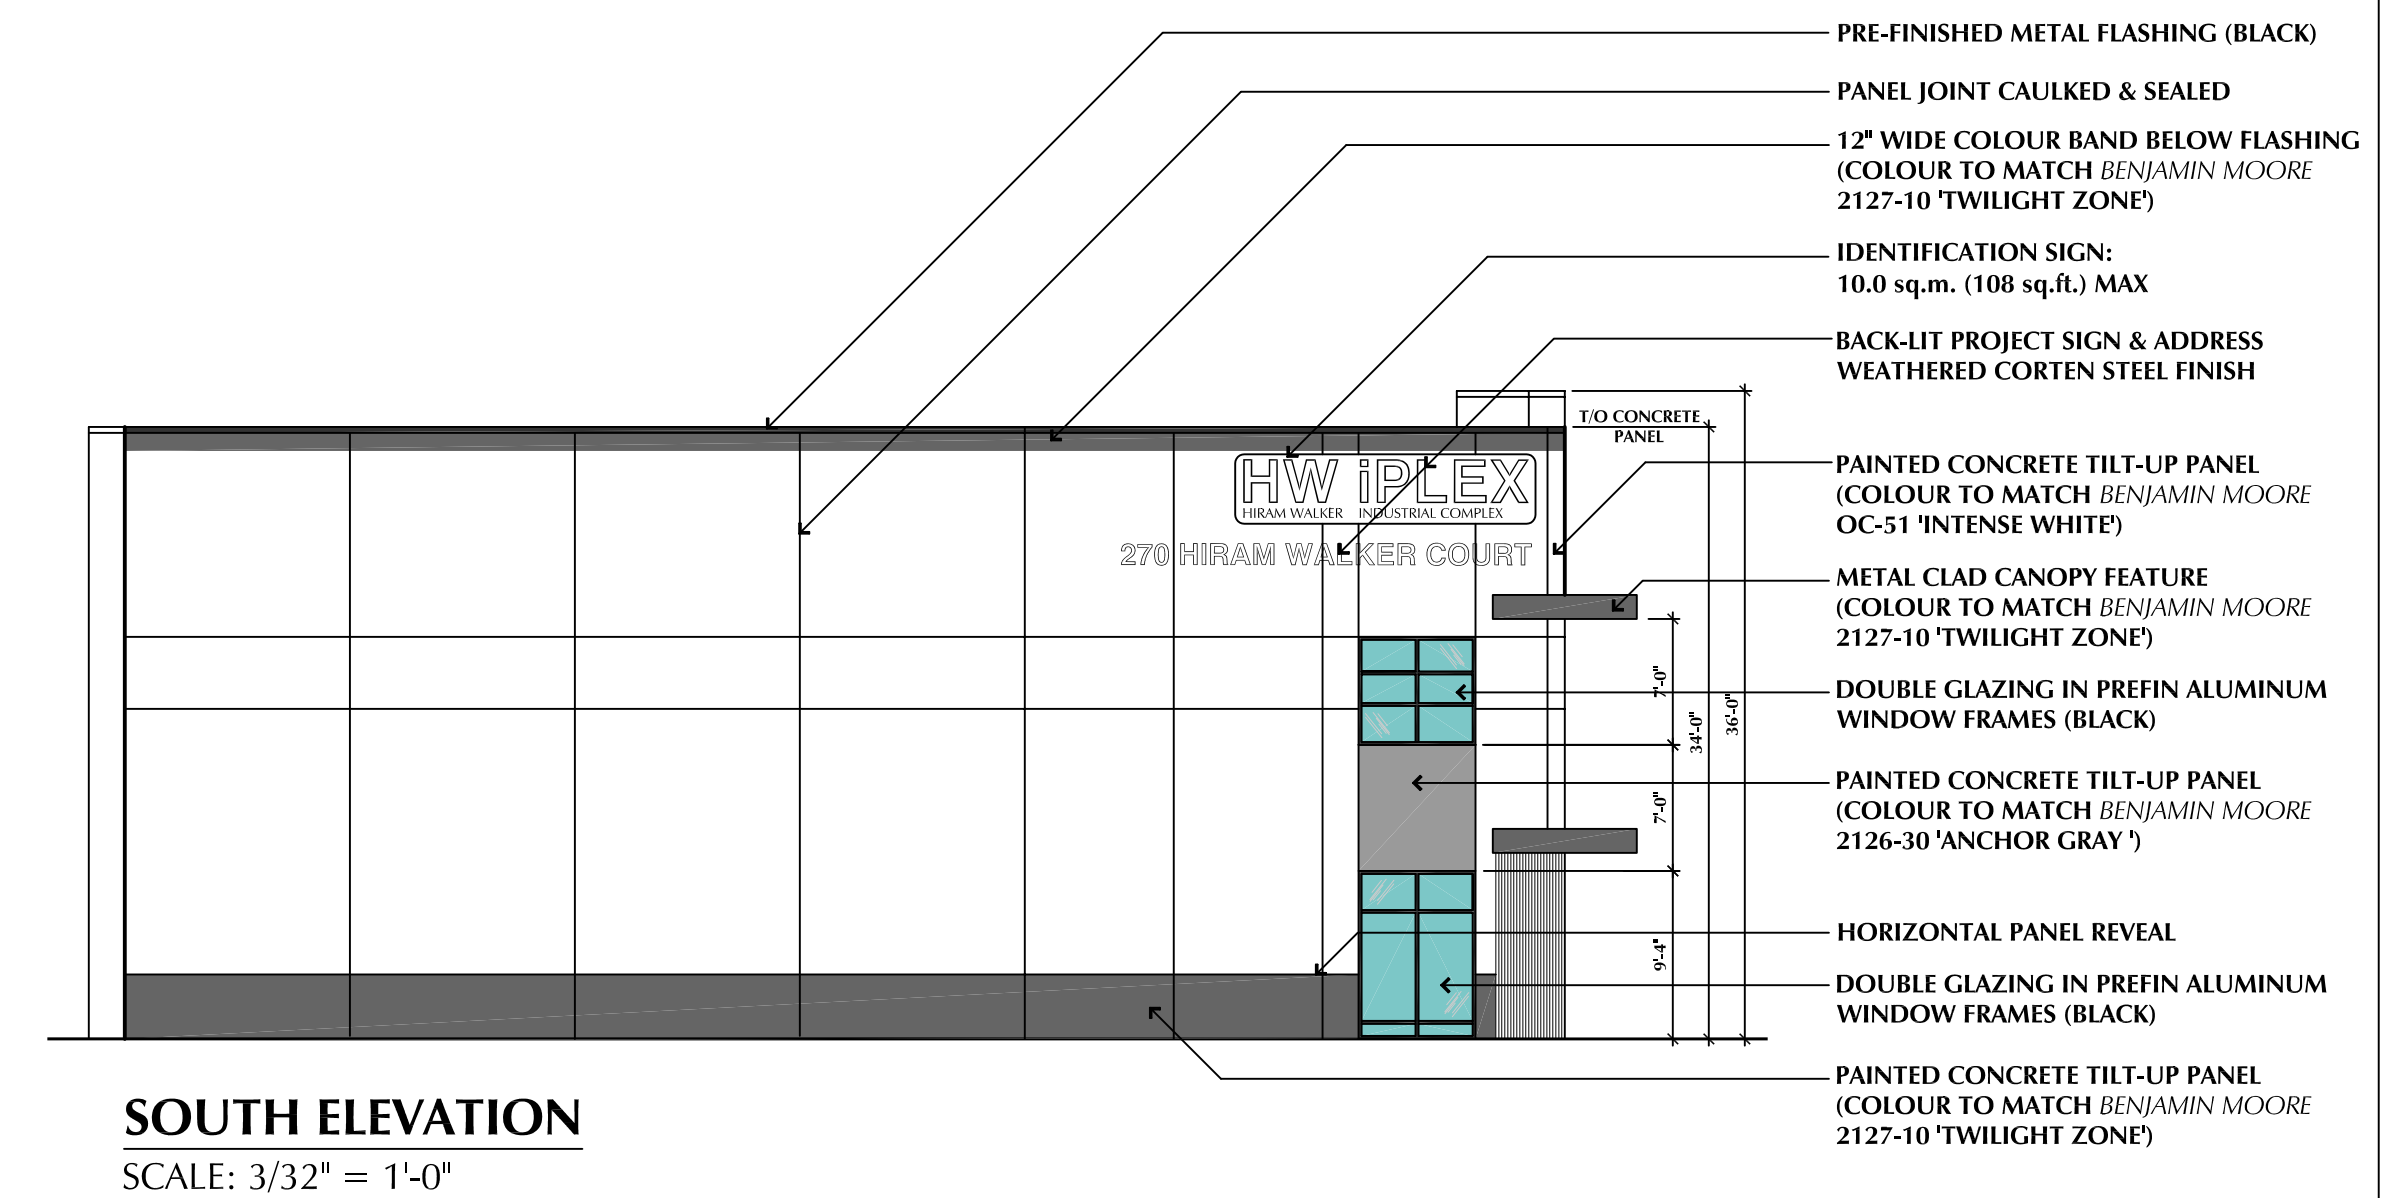 PRE-FINISHED METAL FLASHING (BLACK)
PANEL JOINT CAULKED & SEALED
12" WIDE COLOUR BAND BELOW FLASHING
(COLOUR TO MATCH BENJAMIN MOORE
2127-10 'TWILIGHT ZONE')
IDENTIFICATION SIGN:
10.0 sq.m. (108 sq.ft.) MAX
BACK-LIT PROJECT SIGN & ADDRESS
WEATHERED CORTEN STEEL FINISH
T/O CONCRETE
PANEL
HW iPLEX
HIRAM WALKER INDUSTRIAL COMPLEX
270 HIRAM WALKER COURT
PAINTED CONCRETE TILT-UP PANEL
(COLOUR TO MATCH BENJAMIN MOORE
OC-51 'INTENSE WHITE')
METAL CLAD CANOPY FEATURE
(COLOUR TO MATCH BENJAMIN MOORE
2127-10 'TWILIGHT ZONE')
7'-0"
34'-0"
36'-0"
DOUBLE GLAZING IN PREFIN ALUMINUM
WINDOW FRAMES (BLACK)
7'-0"
PAINTED CONCRETE TILT-UP PANEL
(COLOUR TO MATCH BENJAMIN MOORE
2126-30 'ANCHOR GRAY ')
9'-4"
HORIZONTAL PANEL REVEAL
DOUBLE GLAZING IN PREFIN ALUMINUM
WINDOW FRAMES (BLACK)
PAINTED CONCRETE TILT-UP PANEL
(COLOUR TO MATCH BENJAMIN MOORE
2127-10 'TWILIGHT ZONE')
SOUTH ELEVATION
SCALE: 3/32" = 1'-0"